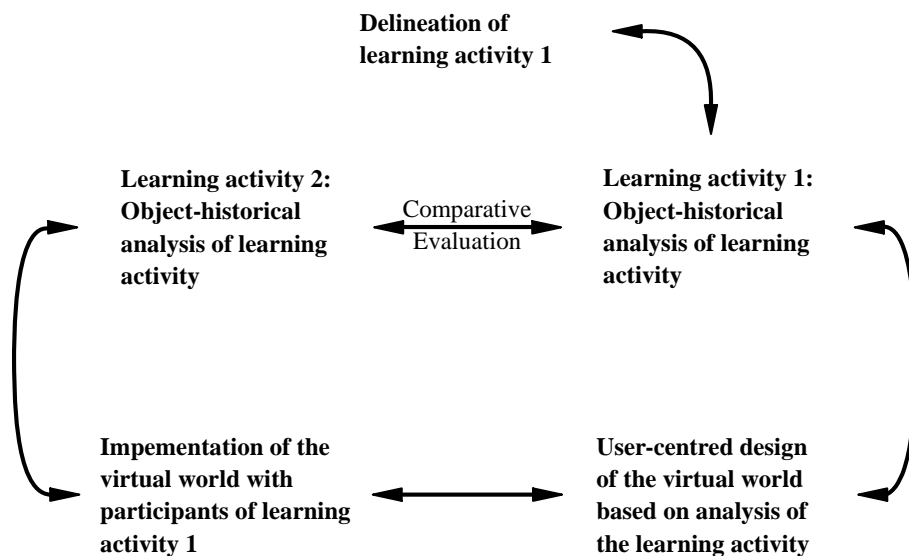 Delineation of
learning activity 1
Learning activity 2:
Object-historical
analysis of learning
activity
Comparative
Evaluation
Learning activity 1:
Object-historical
analysis of learning
activity
Impementation of the
virtual world with
participants of learning
activity 1
User-centred design
of the virtual world
based on analysis of
the learning activity